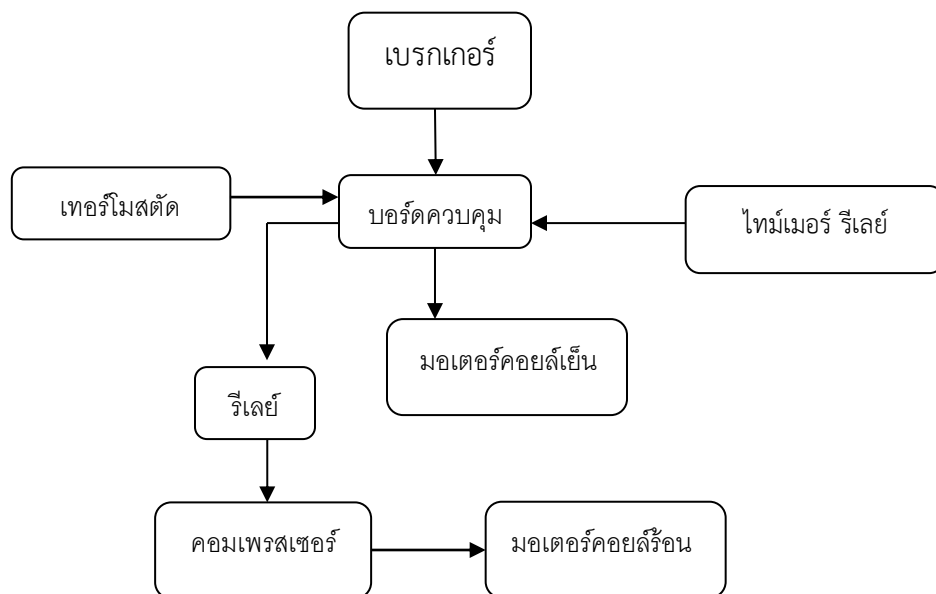 เบรกเกอร์
เทอร์โมสตัด
บอร์ดควบคุม
ไทม์เมอร์ รีเลย์
มอเตอร์คอยล์เย็น
รีเลย์
คอมเพรสเซอร์
มอเตอร์คอยล์ร้อน